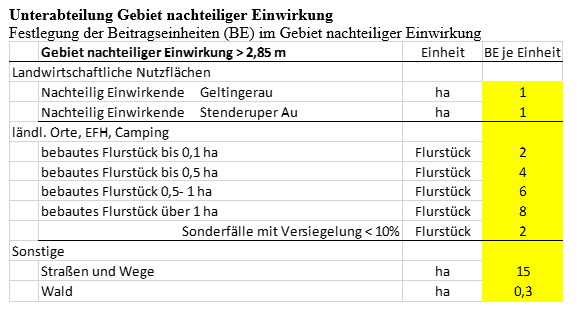 Unterabteilung Gebiet nachteiliger Einwirkung
Festlegung der Beitragseinheiten (BE) im Gebiet nachteiliger Einwirkung
Gebiet nachteiliger Einwirkung > 2,85 m Einheit BE je Einheit
Landwirtschaftliche Nutzflächen
Nachteilig Einwirkende Geltingerau ha 1
Nachteilig Einwirkende Stenderuper Au ha 1
ländl. Orte, EFH, Camping
bebautes Flurstück bis 0,1 ha Flurstück 2
bebautes Flurstück bis 0,5 ha Flurstück 4
bebautes Flurstück 0,5- 1 ha Flurstück 6
bebautes Flurstück über 1 ha Flurstück 8
Sonderfälle mit Versiegelung < 10% Flurstück 2
Sonstige
Straßen und Wege ha 15
Wald ha 0,3